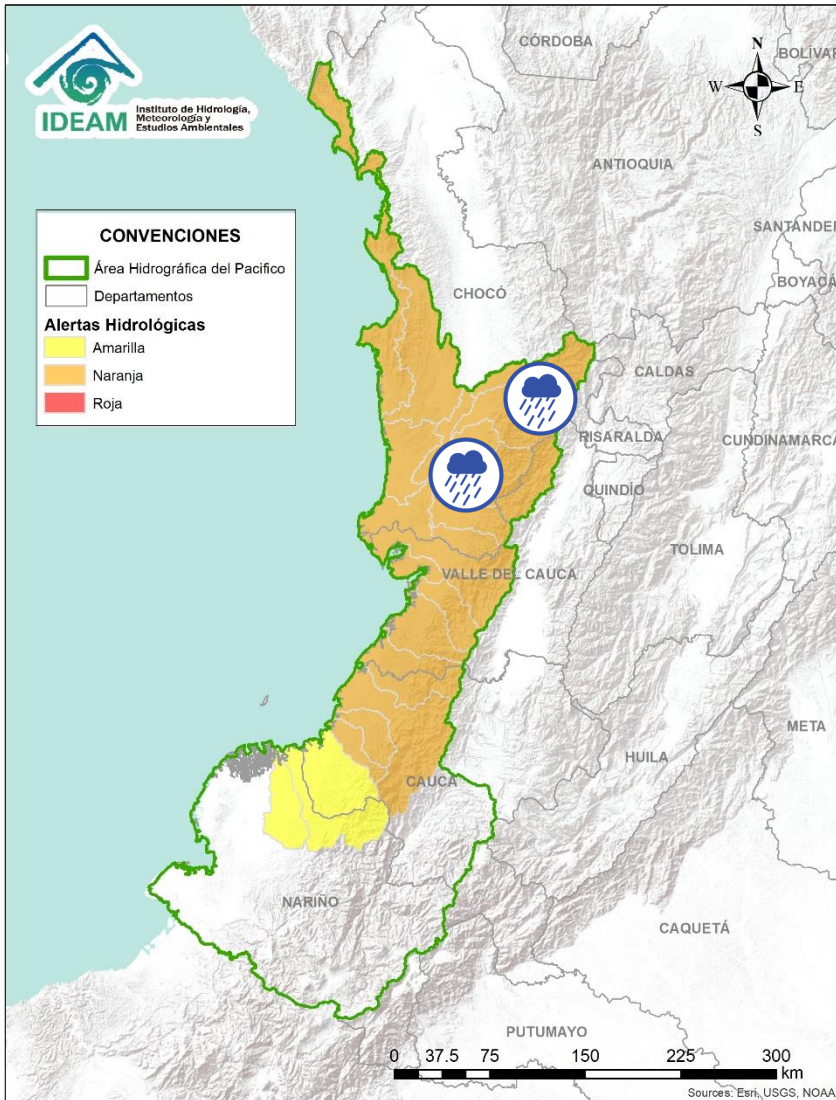 IDEAM
Instituto de Hidrología,
Meteorología y
Estudios Ambientales
CÓRDOBA
BOLÍVAR
N
W
E
S
ANTIOQUIA
SANTANDER
BOYACÁ
CONVENCIONES
Área Hidrográfica del Pacifico
Departamentos
Alertas Hidrológicas
Amarilla
Naranja
Roja
CHOCÓ
CALDAS
RISARALDA
CUNDINAMARCA
QUINDÍO
TOLIMA
VALLE DEL CAUCA
META
HUILA
CAUCA
NARIÑO
CAQUETÁ
PUTUMAYO
0 37.5 75 150 225 300
km
Sources: Esri, USGS, NOAA